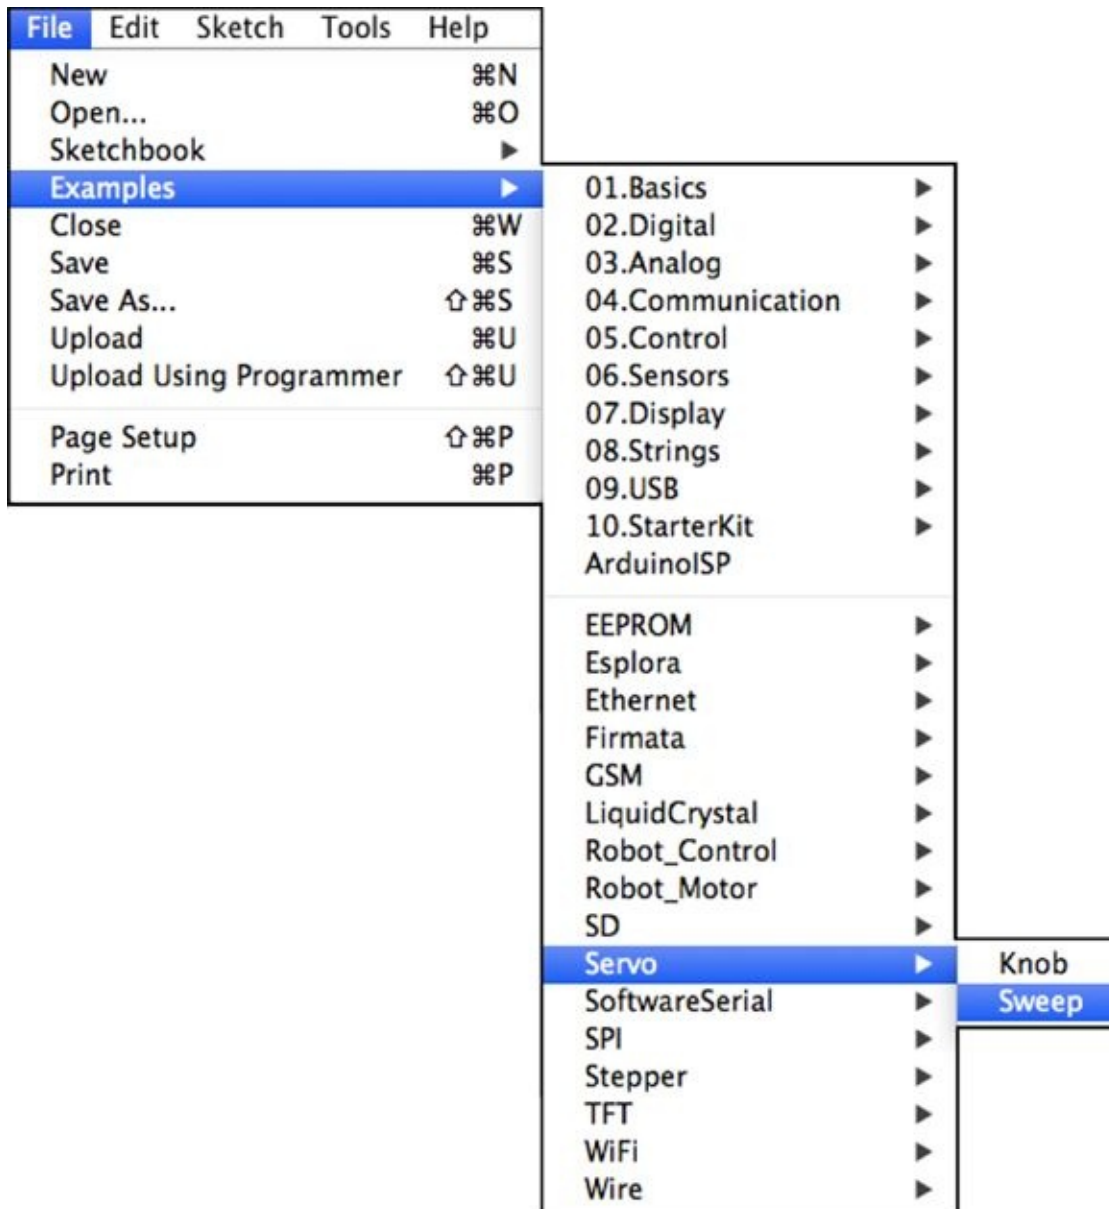 File Edit Sketch Tools Help
New ⌘N
Open... ⌘O
Sketchbook ▶
Examples ▶
Close ⌘W
Save ⌘S
Save As... ⇧⌘S
Upload ⌘U
Upload Using Programmer ⇧⌘U
Page Setup ⇧⌘P
Print ⌘P
01.Basics ▶
02.Digital ▶
03.Analog ▶
04.Communication ▶
05.Control ▶
06.Sensors ▶
07.Display ▶
08.Strings ▶
09.USB ▶
10.StarterKit ▶
ArduinoISP
EEPROM ▶
Esplora ▶
Ethernet ▶
Firmata ▶
GSM ▶
LiquidCrystal ▶
Robot_Control ▶
Robot_Motor ▶
SD ▶
Servo ▶
SoftwareSerial ▶
SPI ▶
Stepper ▶
TFT ▶
WiFi ▶
Wire ▶
Knob
Sweep